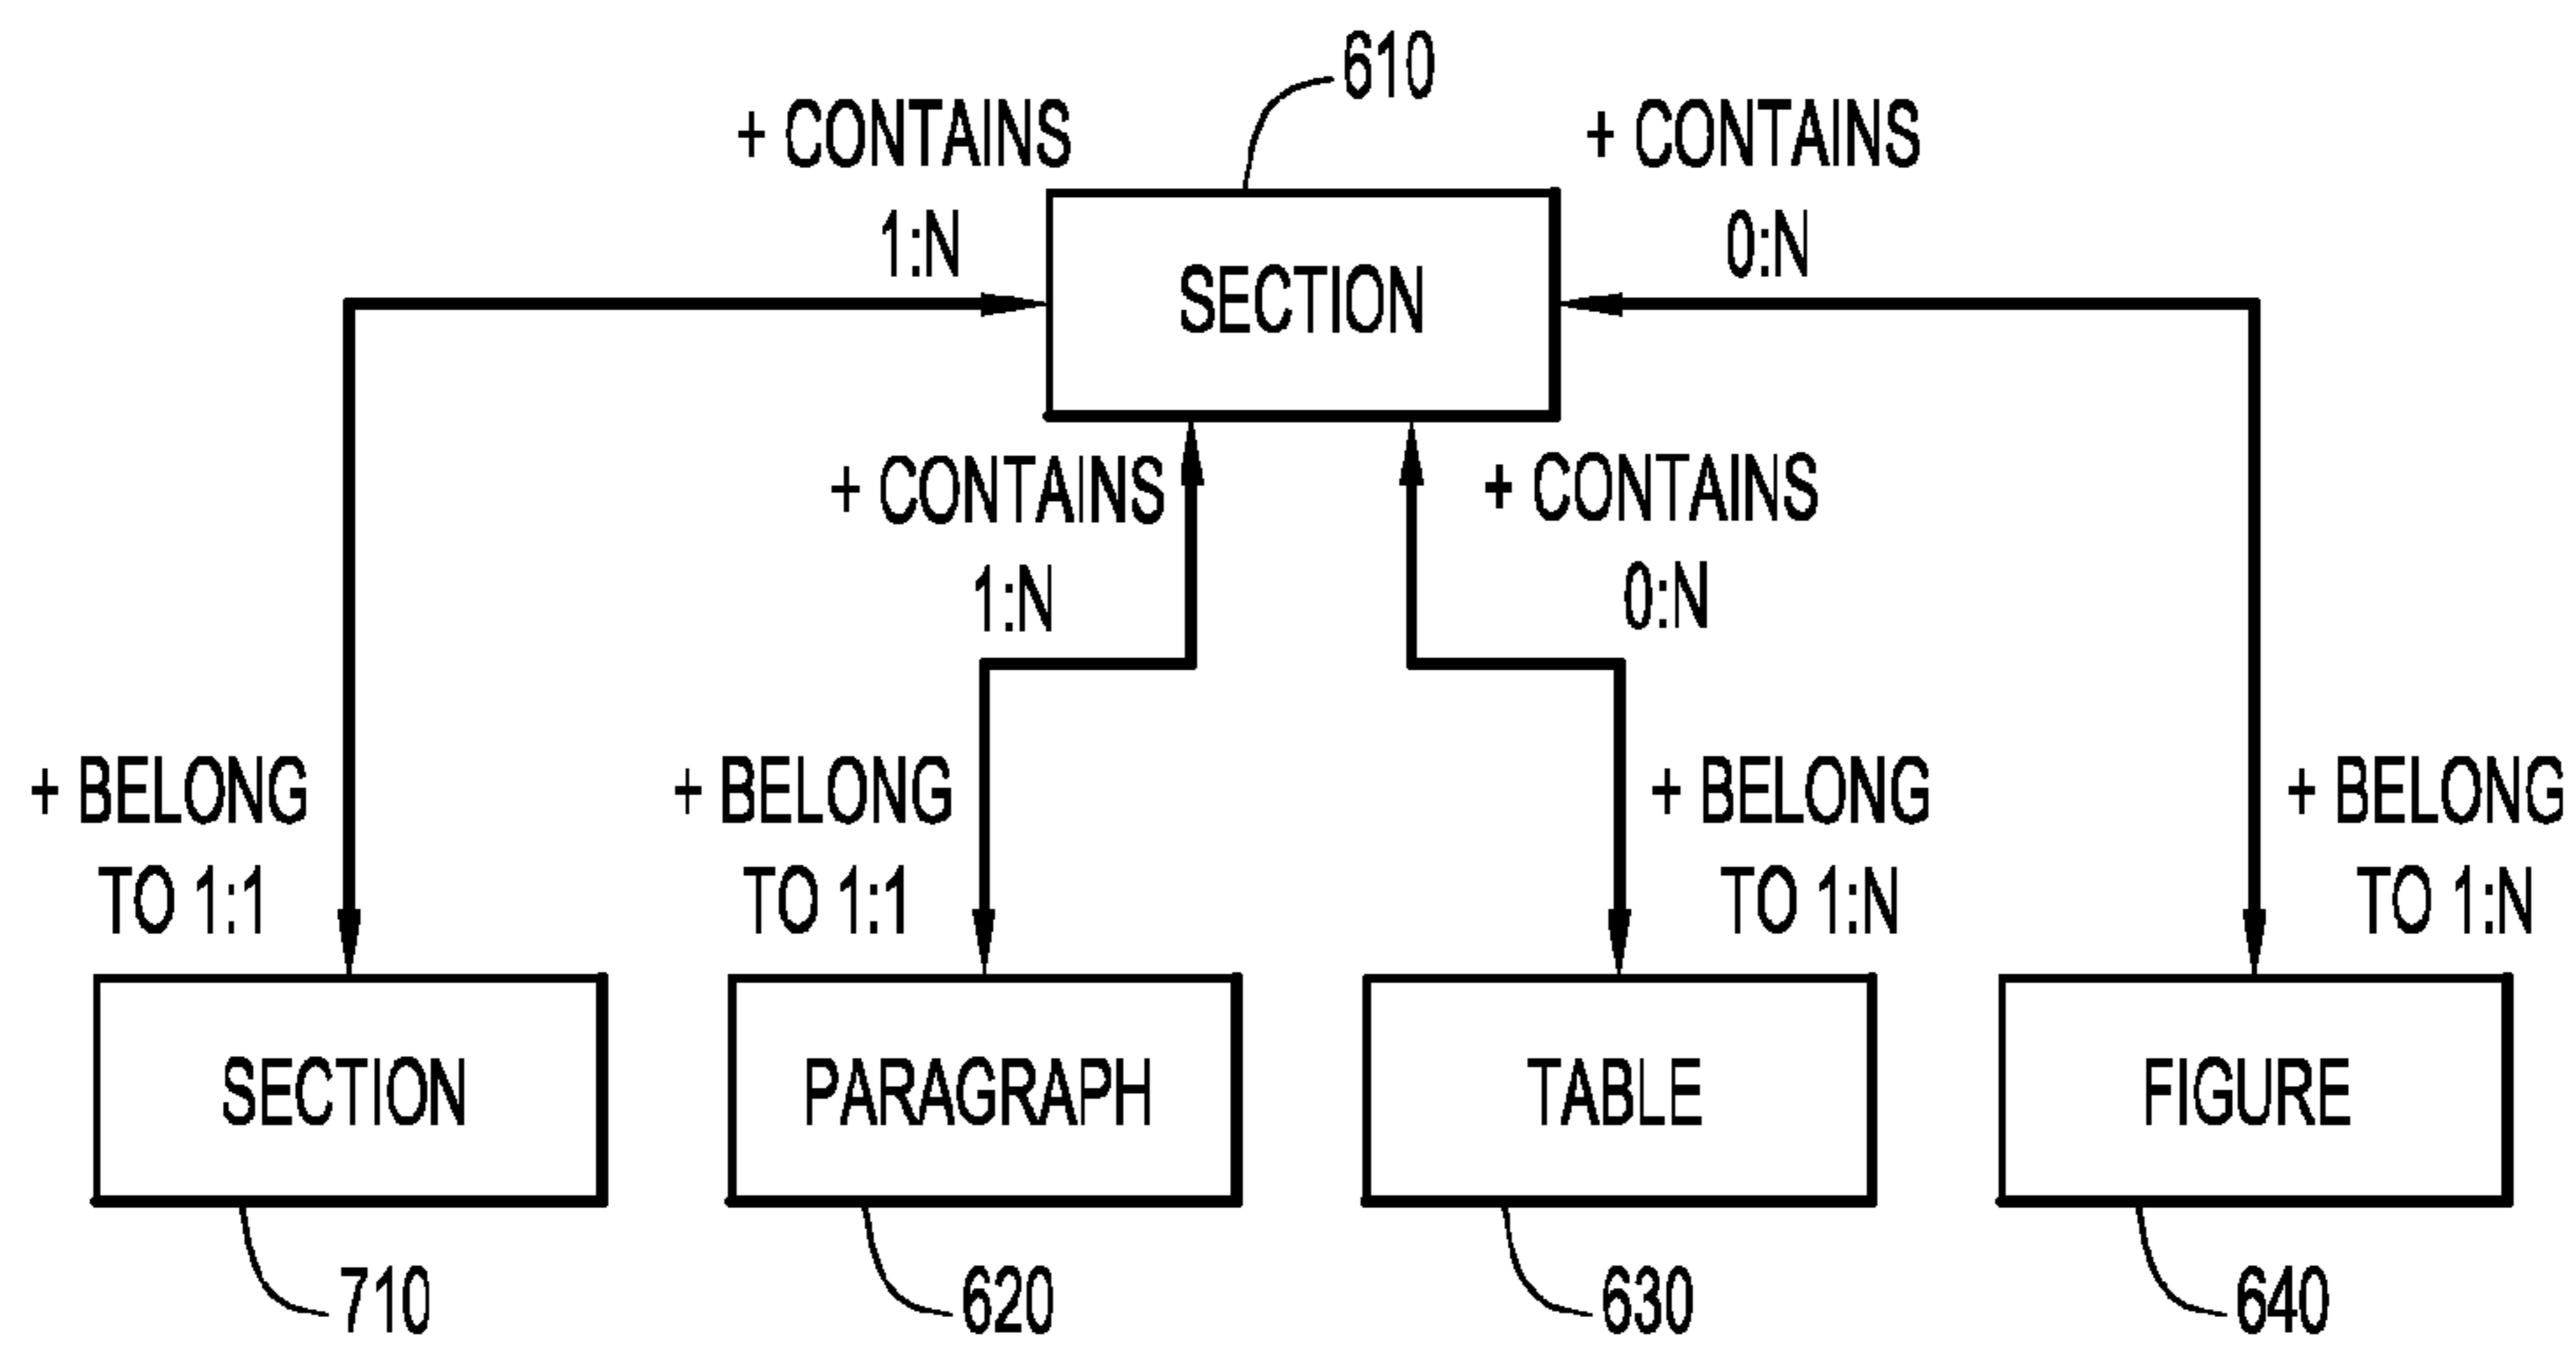 610
+ CONTAINS
1:N
+ CONTAINS
0:N
SECTION
+ CONTAINS
1:N
+ CONTAINS
0:N
+ BELONG
TO 1:1
+ BELONG
TO 1:1
+ BELONG
TO 1:N
+ BELONG
TO 1:N
SECTION
PARAGRAPH
TABLE
FIGURE
710
620
630
640